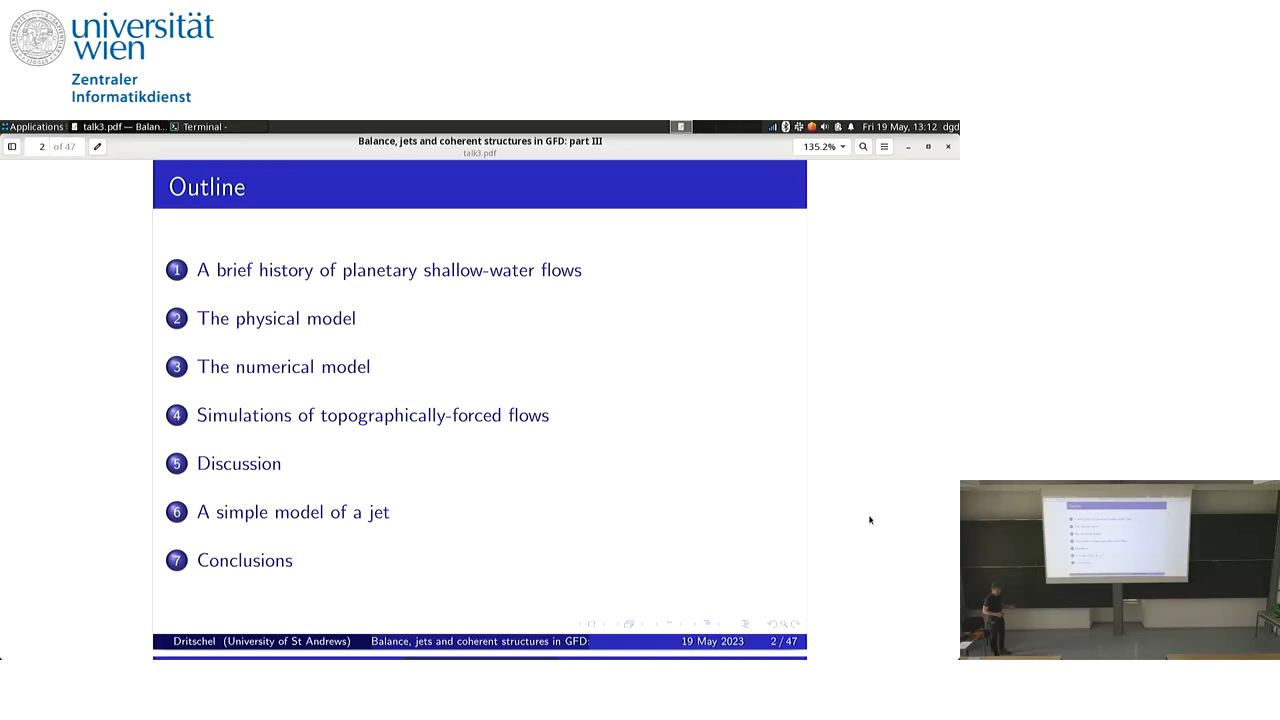 universität
wien
Zentraler
Informatikdienst
Applications talk3.pdf — Balan... Terminal - Fri 19 May, 13:12 dgd
2 of 47 Balance, jets and coherent structures in GFD: part III 135.2%
talk3.pdf
Outline
1 A brief history of planetary shallow-water flows
2 The physical model
3 The numerical model
4 Simulations of topographically-forced flows
5 Discussion
6 A simple model of a jet
7 Conclusions
Dritschel (University of St Andrews) Balance, jets and coherent structures in GFD: 19 May 2023 2 / 47